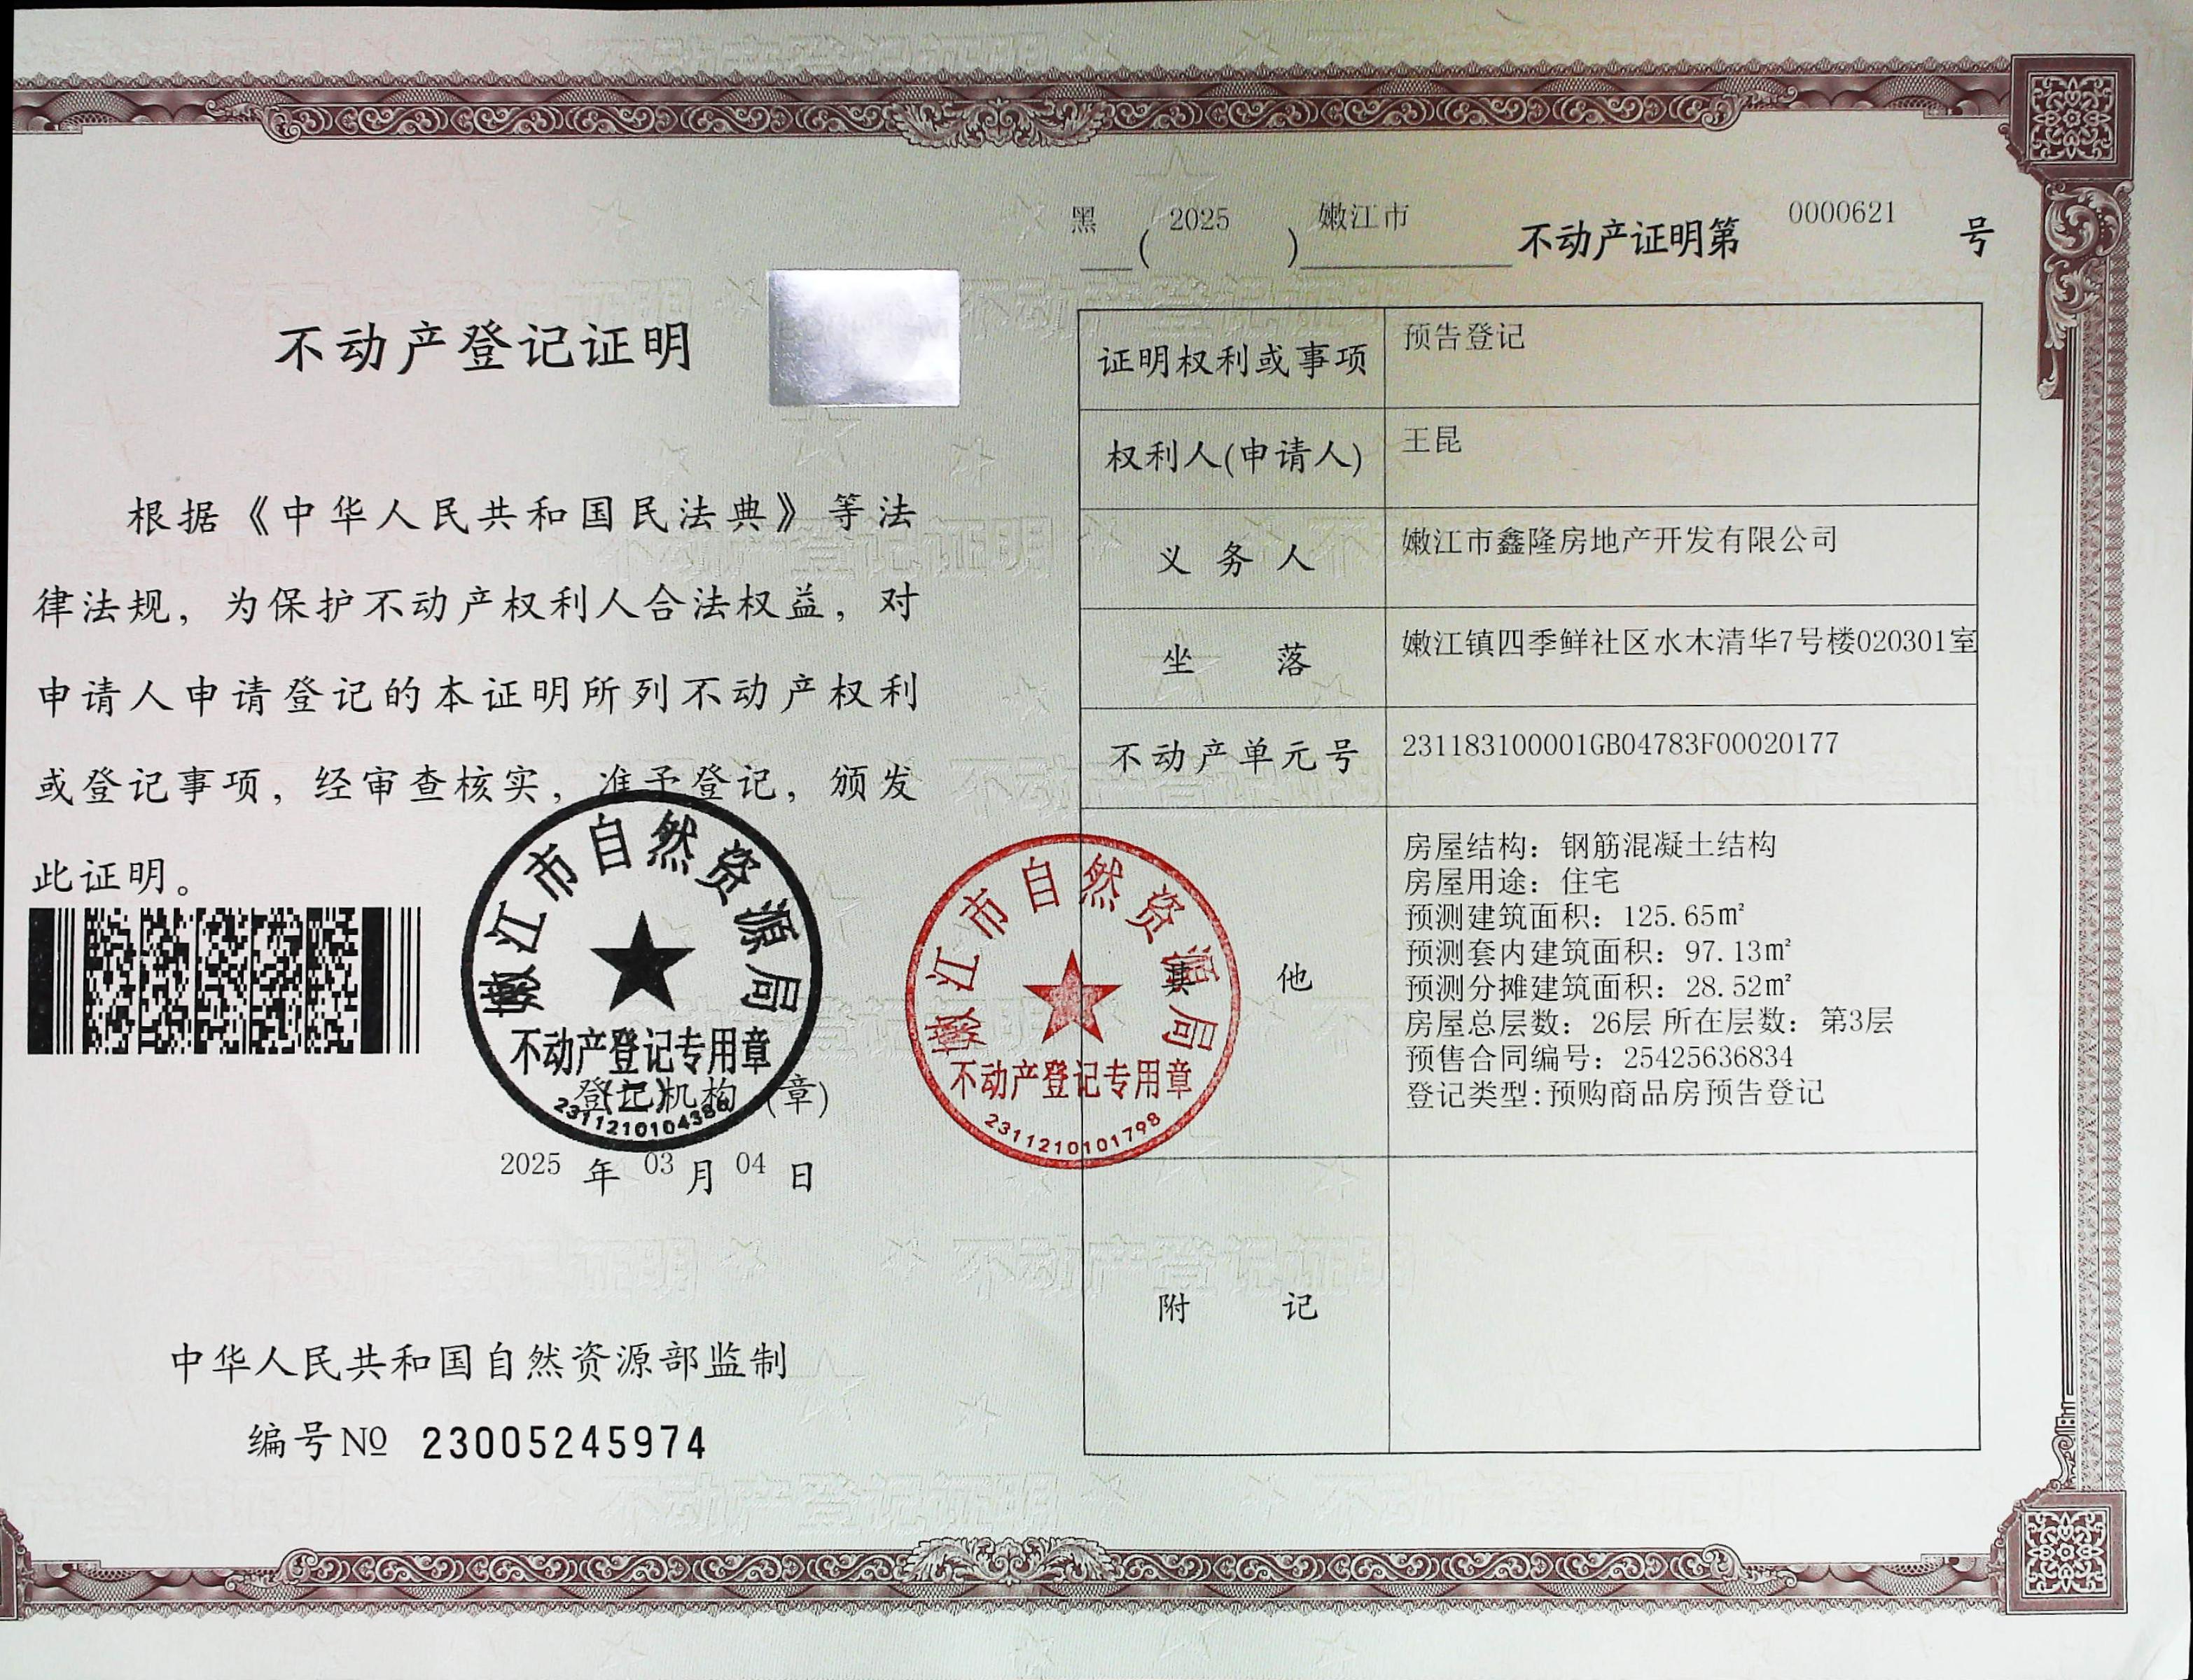 黑 ( 2025 ) 嫩江市 不动产证明第 0000621 号
不动产登记证明
根据《中华人民共和国民法典》等法
律法规，为保护不动产权利人合法权益，对
申请人申请登记的本证明所列不动产权利
或登记事项，经审查核实，准予登记，颁发
此证明。
嫩江市自然资源局
不动产登记专用章
登记机构 (章)
2025 年 03 月 04 日
中华人民共和国自然资源部监制
编号№ 23005245974
嫩江市自然资源局
不动产登记专用章
2311210101798
证明权利或事项 预告登记
权利人(申请人) 王昆
义务人 嫩江市鑫隆房地产开发有限公司
坐落 嫩江镇四季鲜社区水木清华7号楼020301室
不动产单元号 231183100001GB04783F00020177
其他
房屋结构：钢筋混凝土结构
房屋用途：住宅
预测建筑面积：125.65㎡
预测套内建筑面积：97.13㎡
预测分摊建筑面积：28.52㎡
房屋总层数：26层 所在层数：第3层
预售合同编号：25425636834
登记类型:预购商品房预告登记
附记